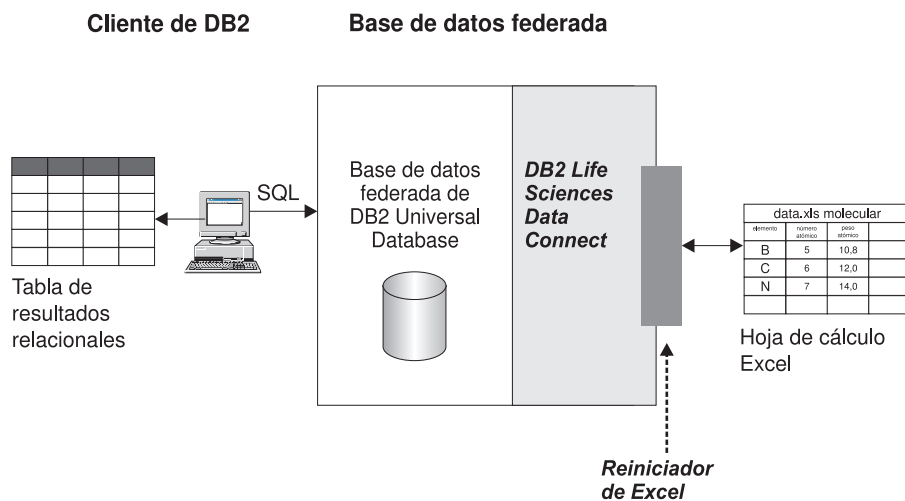 Cliente de DB2
Base de datos federada
SQL
Base de datos
federada de
DB2 Universal
Database
DB2 Life
Sciences
Data
Connect
data.xls molecular
elemento número atómico peso atómico
B 5 10,8
C 6 12,0
N 7 14,0
Tabla de
resultados
relacionales
Hoja de cálculo
Excel
Reiniciador
de Excel